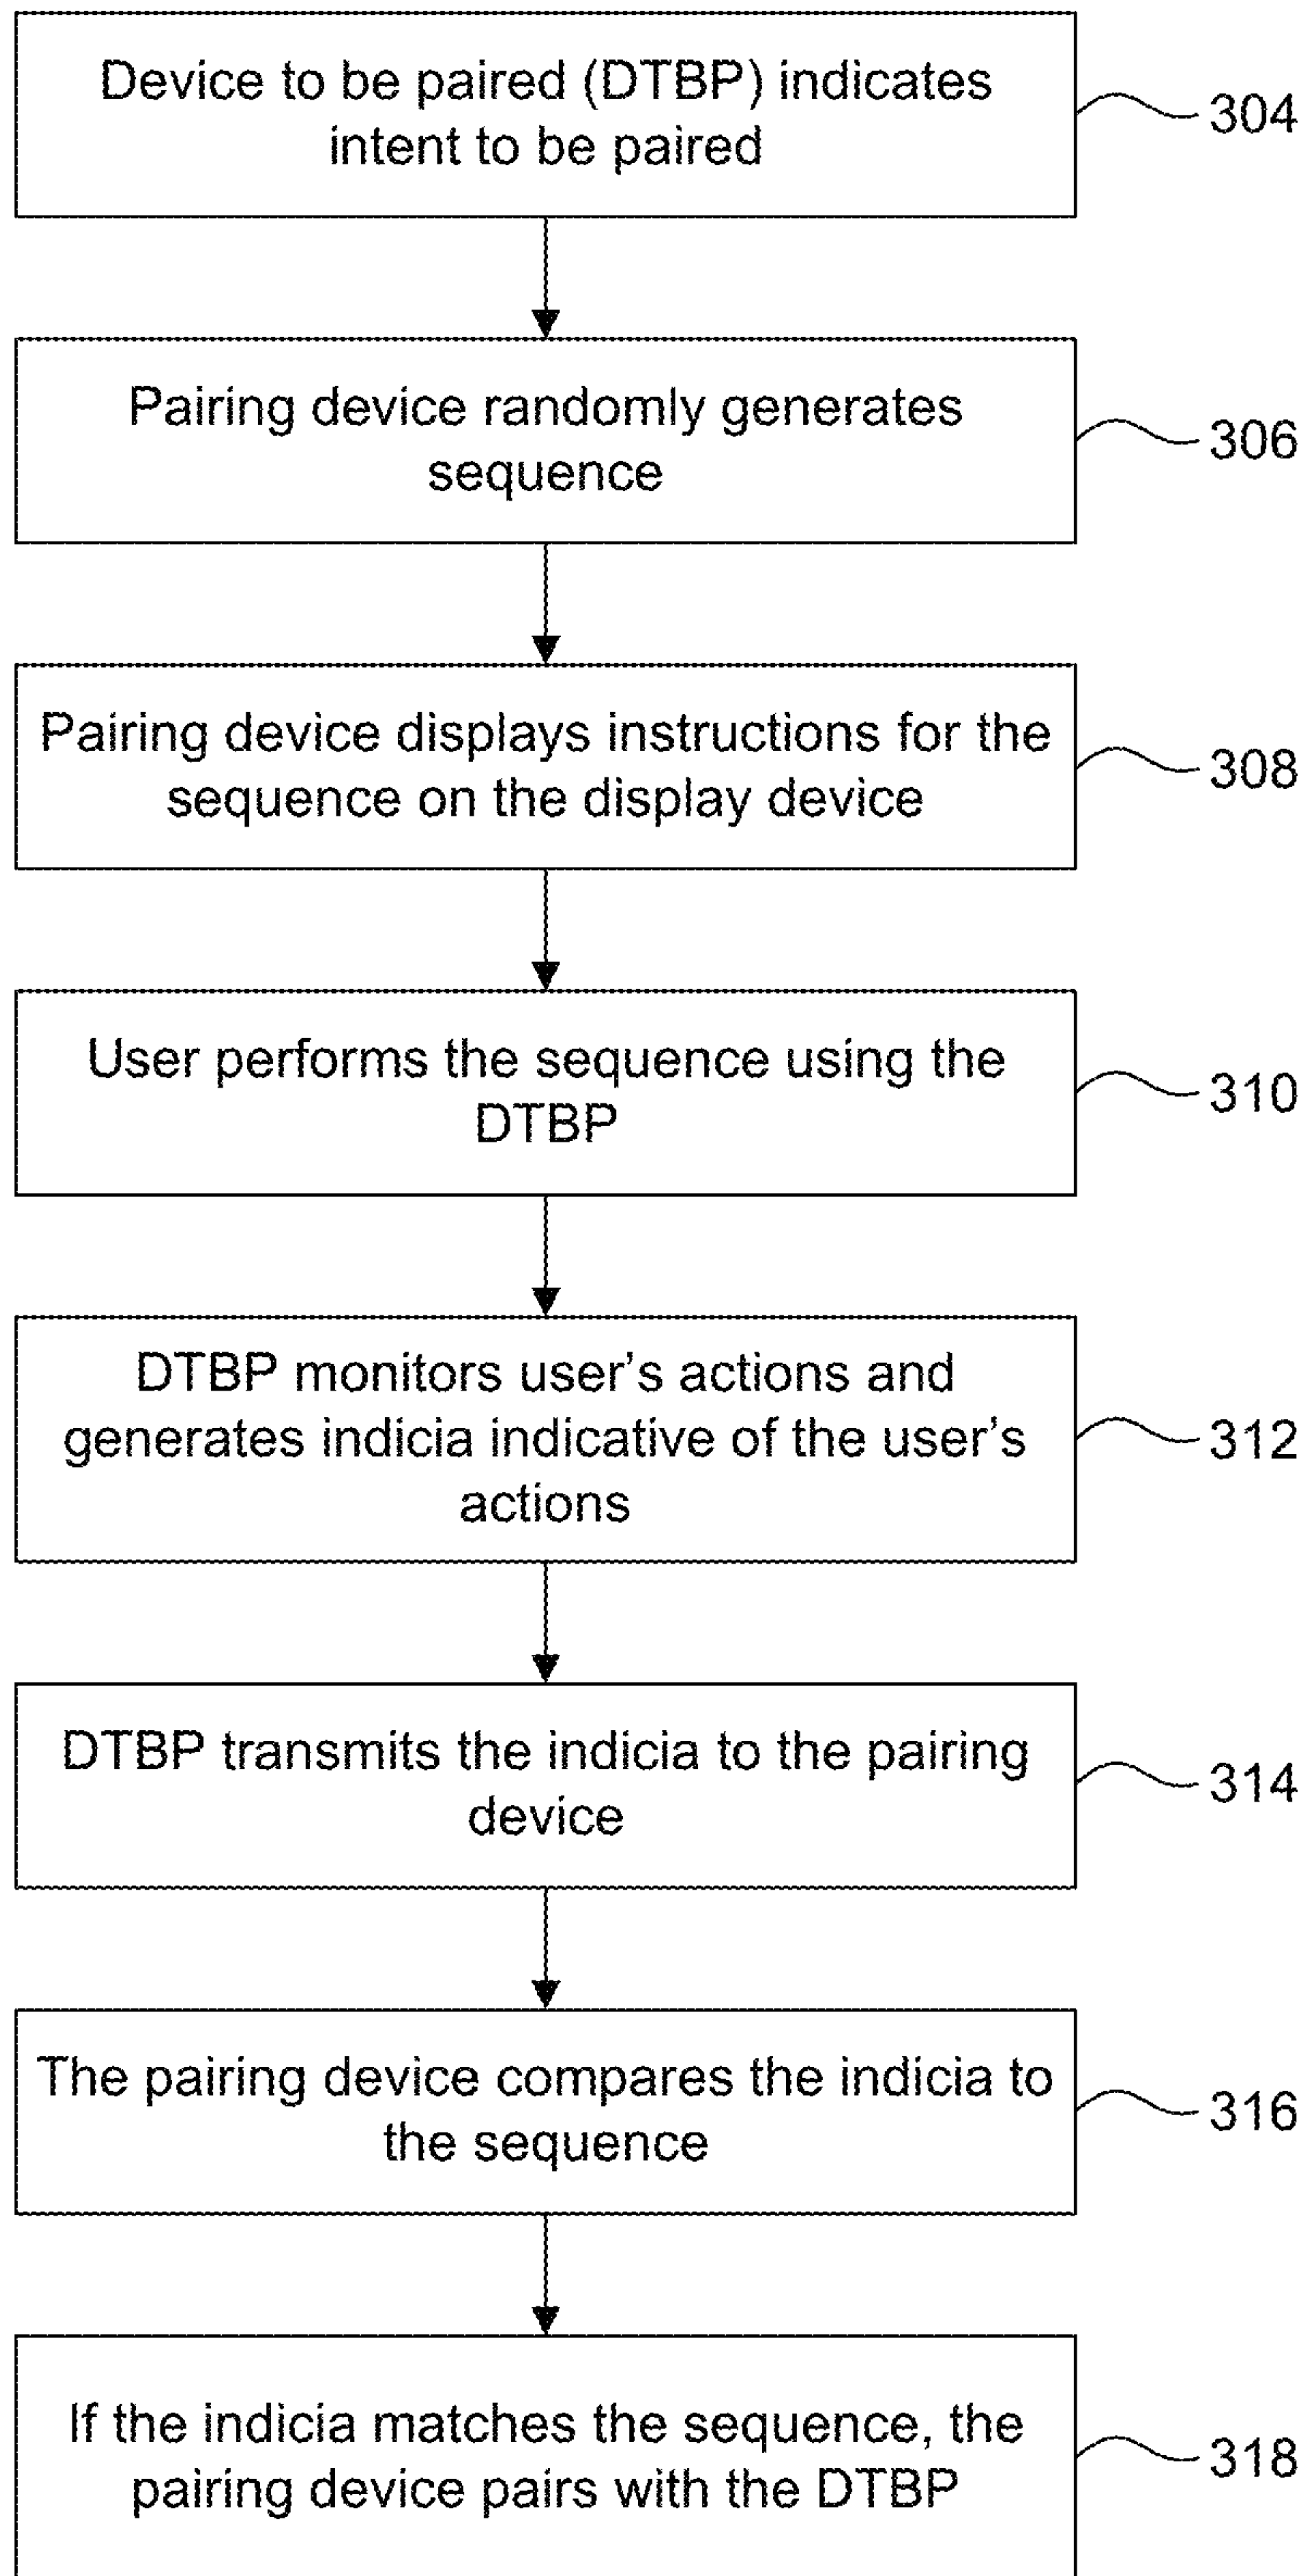 Device to be paired (DTBP) indicates
intent to be paired
304
Pairing device randomly generates
sequence
306
Pairing device displays instructions for the
sequence on the display device
308
User performs the sequence using the
DTBP
310
DTBP monitors user's actions and
generates indicia indicative of the user's
actions
312
DTBP transmits the indicia to the pairing
device
314
The pairing device compares the indicia to
the sequence
316
If the indicia matches the sequence, the
pairing device pairs with the DTBP
318